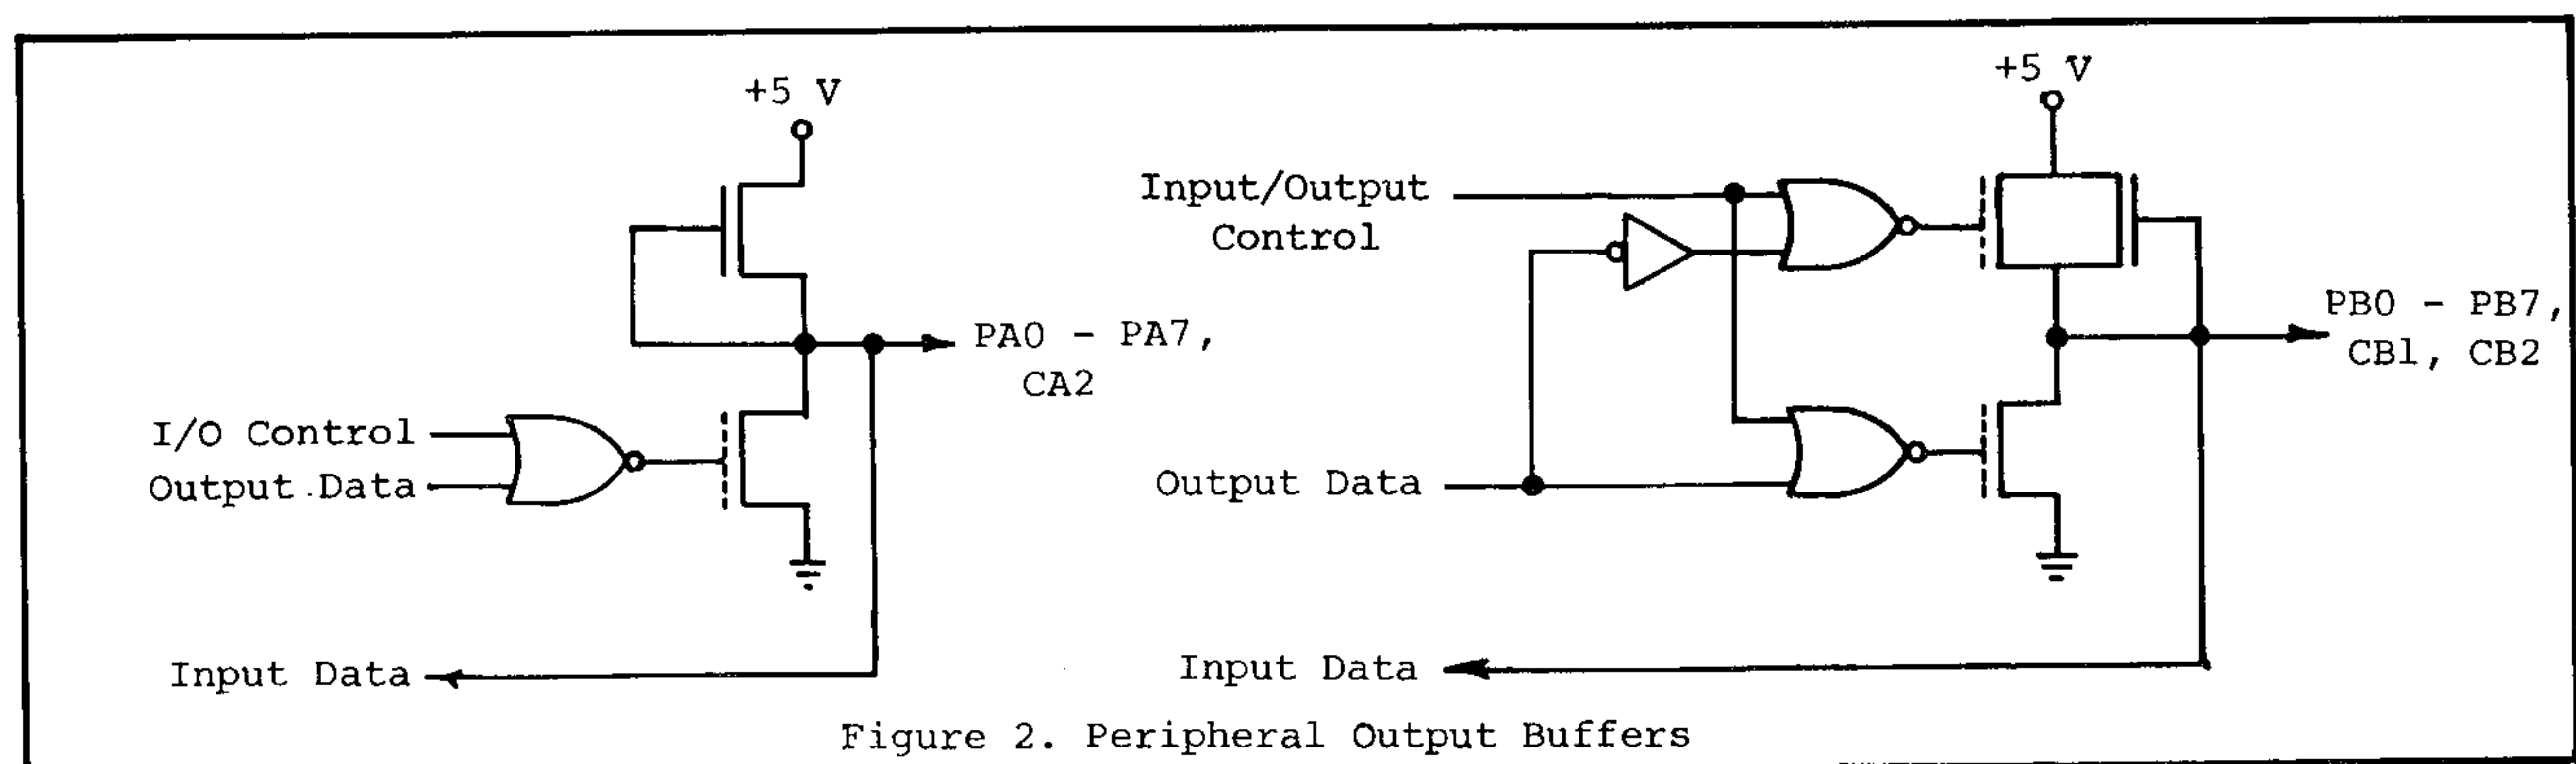 +5 V
PA0 - PA7,
CA2
I/O Control
Output Data
Input Data
+5 V
Input/Output
Control
PB0 - PB7,
CB1, CB2
Output Data
Input Data
Figure 2. Peripheral Output Buffers